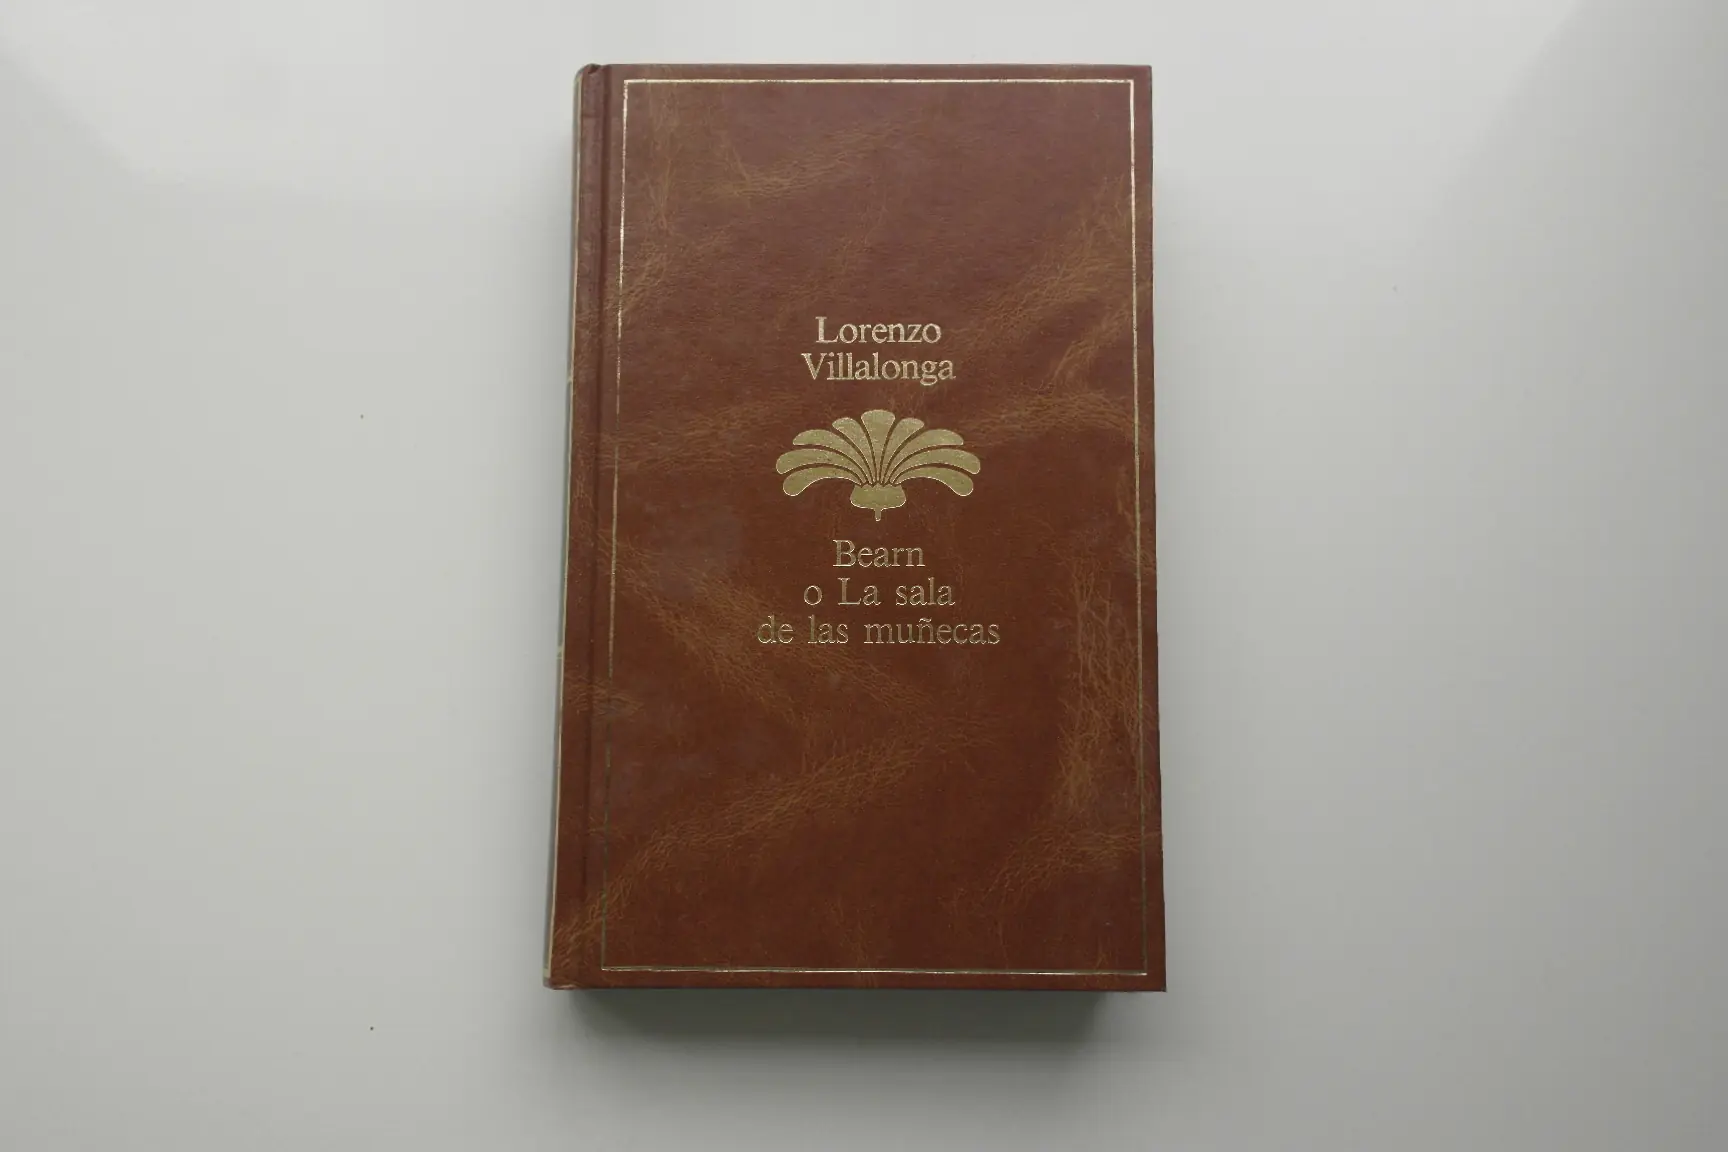 Lorenzo
Villalonga
Bearn
o La sala
de las muñecas